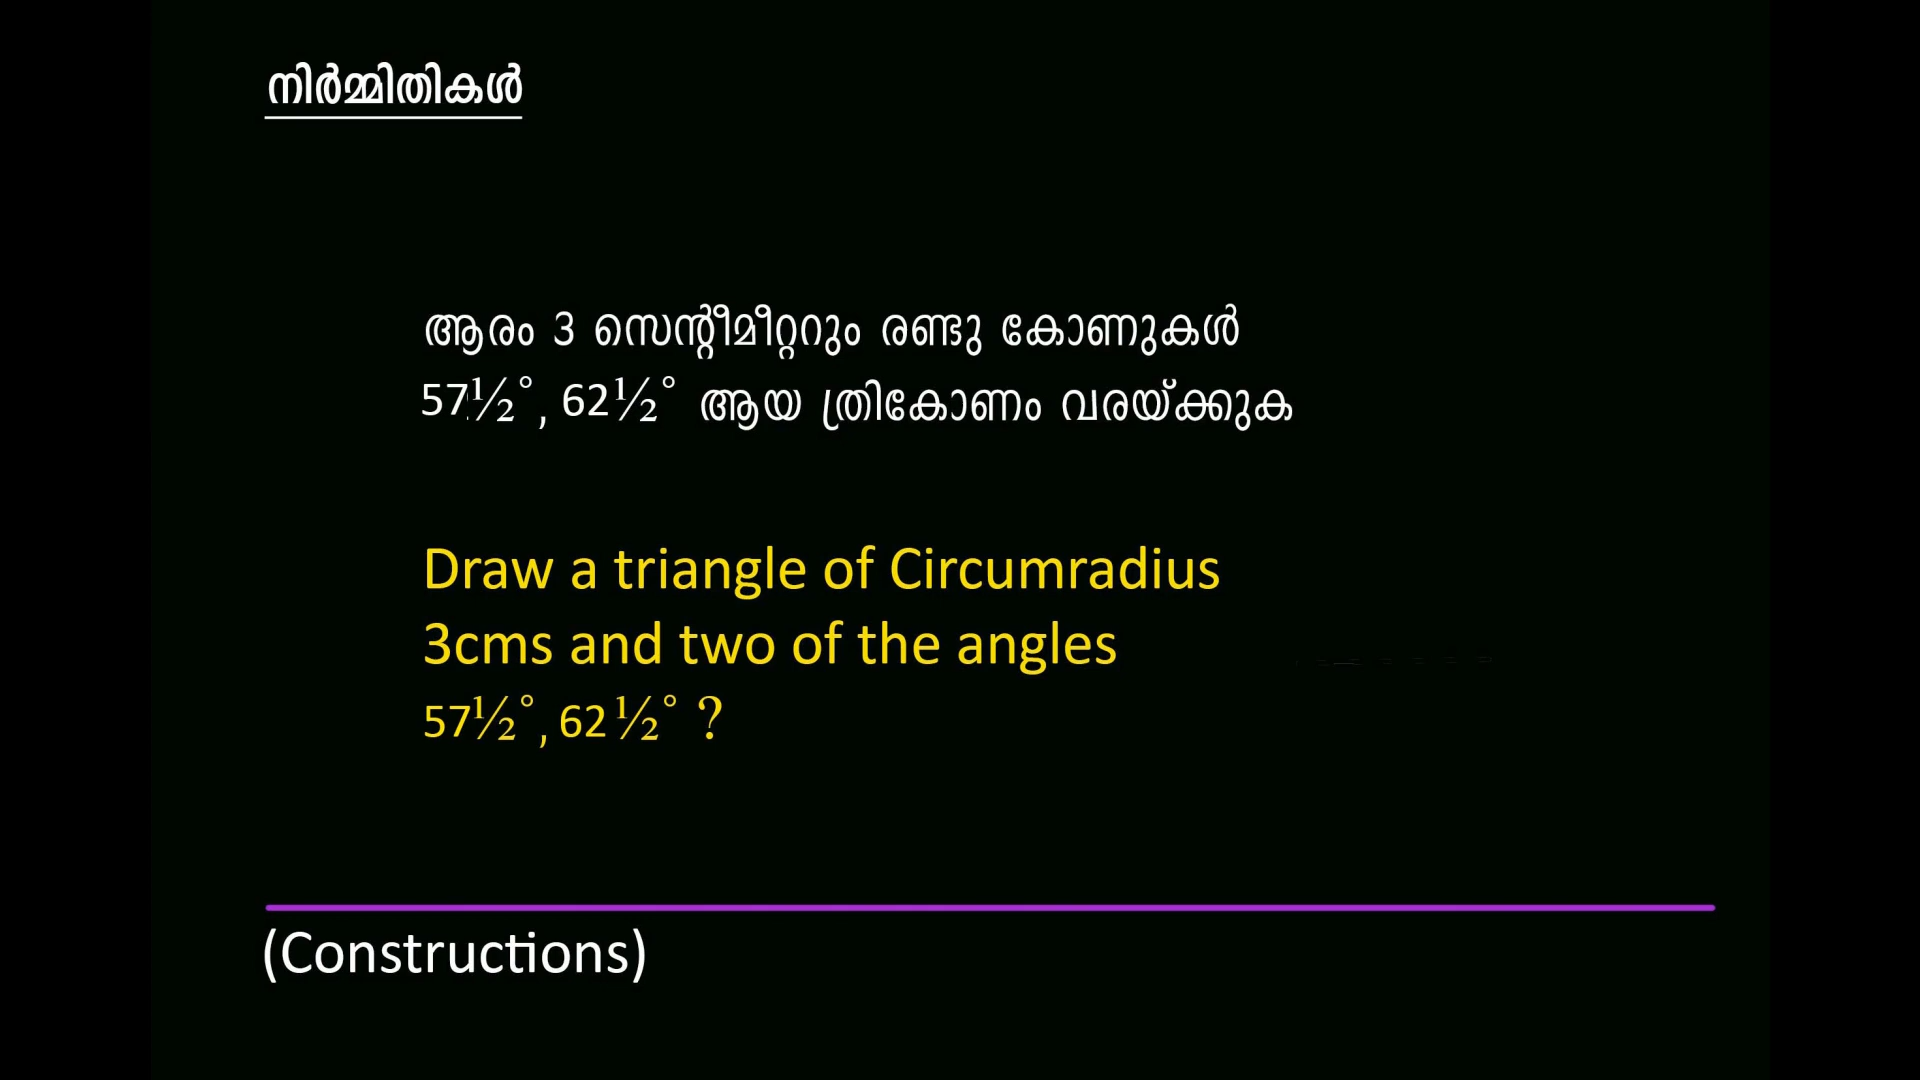 നിർമ്മിതികൾ
ആരം 3 സെന്റീമീറ്ററും രണ്ടു കോണുകൾ
57½°, 62½° ആയ ത്രികോണം വരയ്ക്കുക
Draw a triangle of Circumradius
3cms and two of the angles
57½°, 62½° ?
(Constructions)